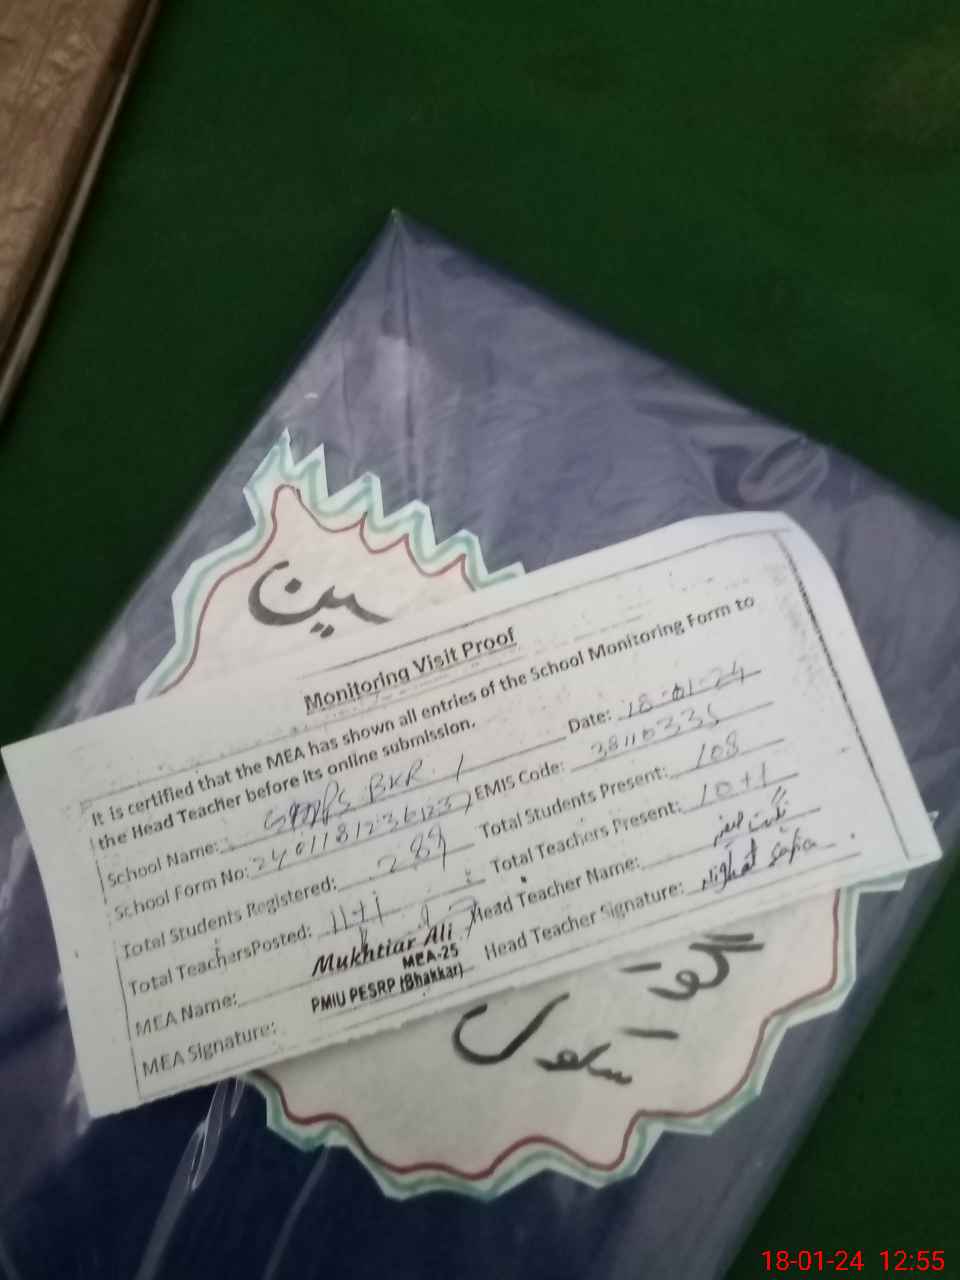 سین
Monitoring Visit Proof
It is certified that the MEA has shown all entries of the School Monitoring Form to
the Head Teacher before its online submission.
Date: 18-01-24
School Name: BKR 1
EMIS Code: 38110335
School Form No:
Total Students Present: 108
Total Students Registered: 289
Total Teachers Present: 10+1
Total TeachersPosted: 11+1
Head Teacher Name: نگہت صفیہ
MEA Name: Mukhtiar Ali
MEA-25
PMIU PESRP (Bhakkar)
Head Teacher Signature: Nighat Safia
MEA Signature:
18-01-24 12:55